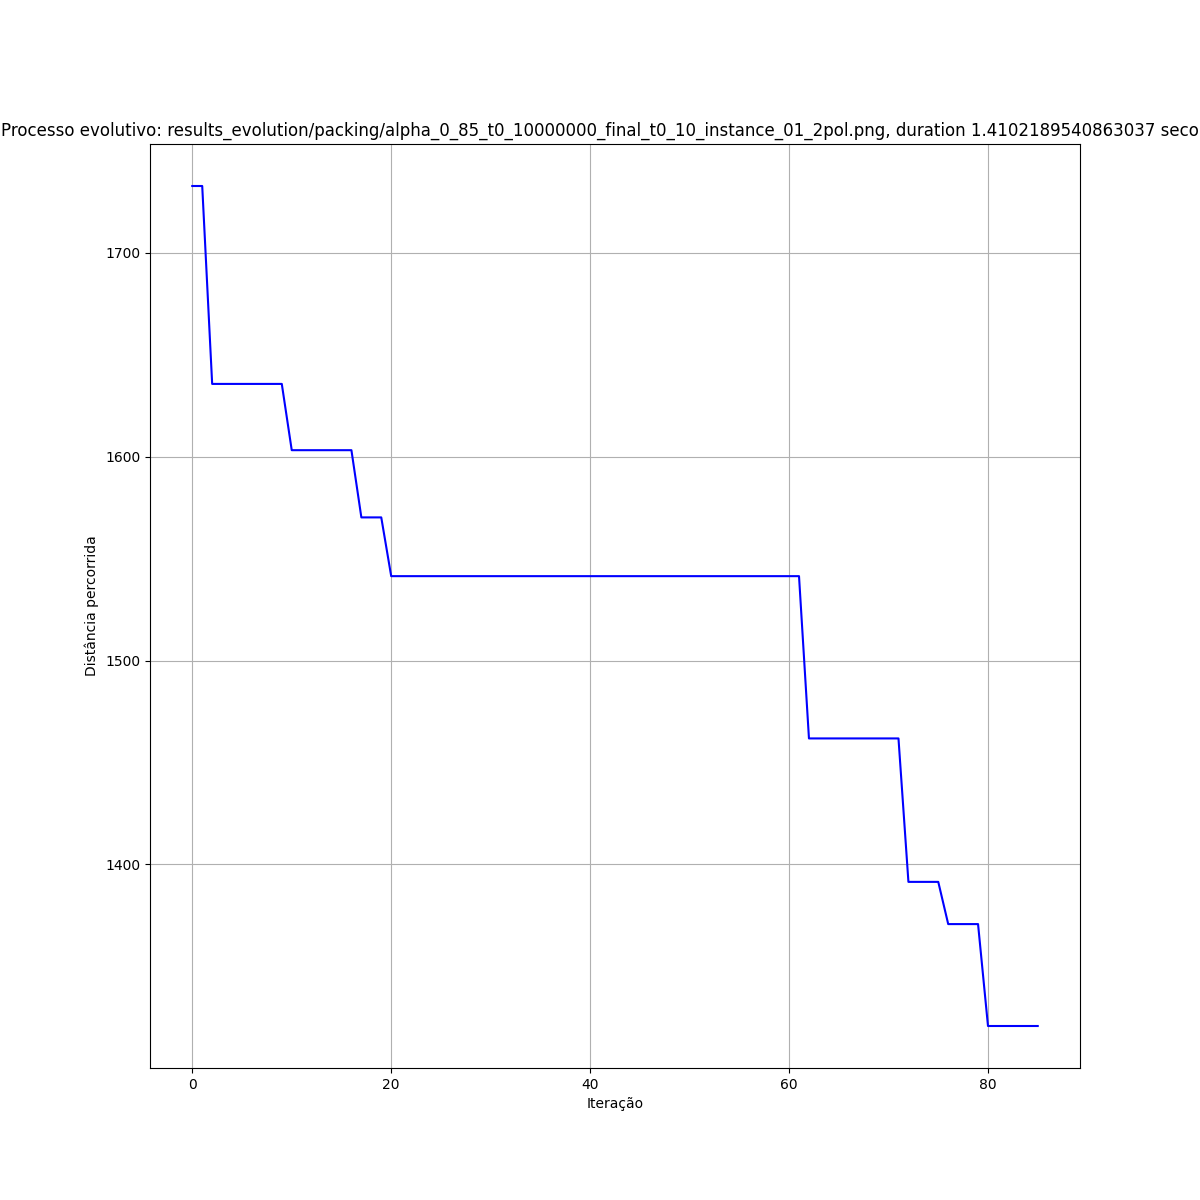 Processo evolutivo: results_evolution/packing/alpha_0_85_t0_10000000_final_t0_10_instance_01_2pol.png, duration 1.4102189540863037 seco
1700
1600
1500
1400
Distância percorrida
0 20 40 60 80
Iteração